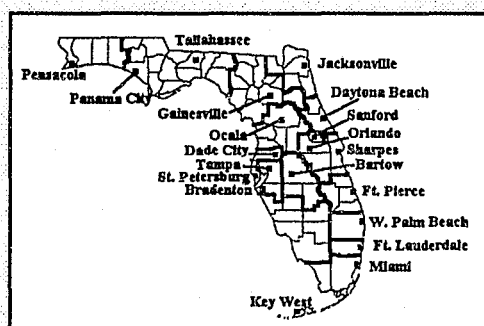 Tallahassee
Pensacola
Jacksonville
Panama City
Daytona Beach
Gainesville
Sanford
Ocala
Orlando
Dade City
Sharpes
Tampa
Bartow
St. Petersburg
Bradenton
Ft. Pierce
W. Palm Beach
Ft. Lauderdale
Miami
Key West